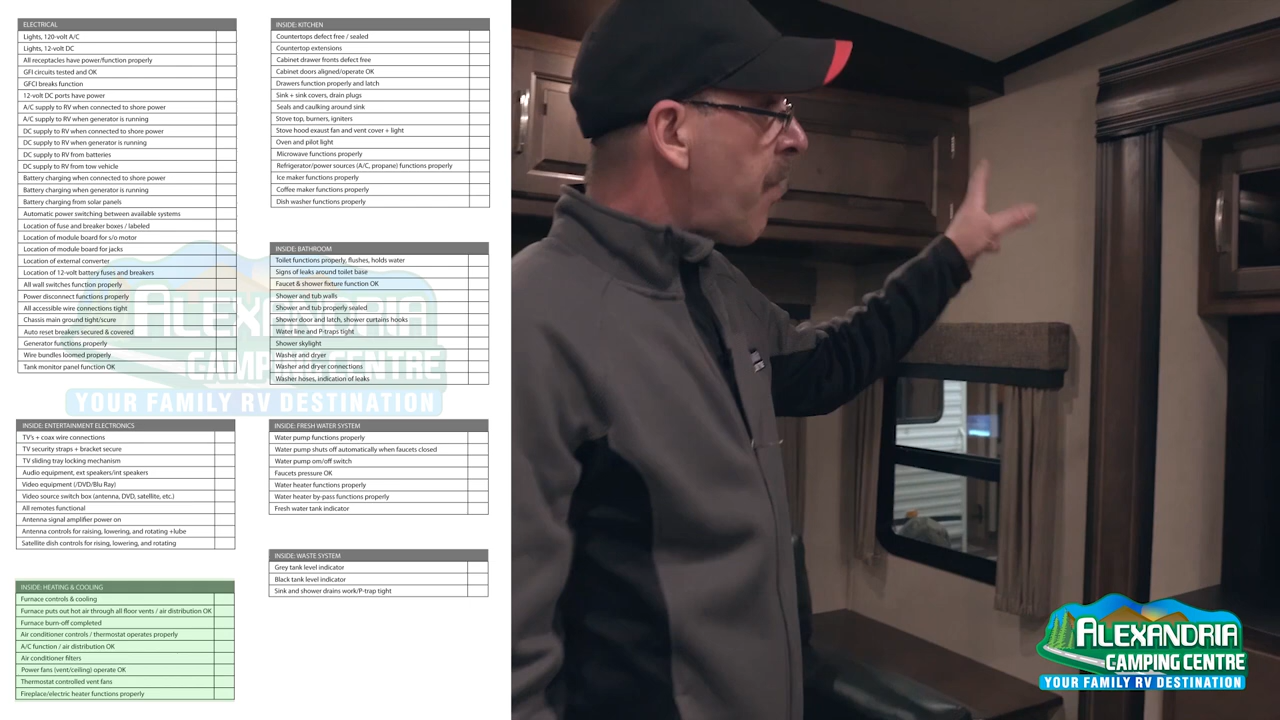 ELECTRICAL
Lights, 120-volt A/C
Lights, 12-volt DC
All receptacles have power/function properly
GFI circuits tested and OK
GFCI breaks function
12-volt DC ports have power
A/C supply to RV when connected to shore power
A/C supply to RV when generator is running
DC supply to RV when connected to shore power
DC supply to RV when generator is running
DC supply to RV from batteries
DC supply to RV from tow vehicle
Battery charging when connected to shore power
Battery charging when generator is running
Battery charging from solar panels
Automatic power switching between available systems
Location of fuse and breaker boxes / labeled
Location of module board for s/o motor
Location of module board for jacks
Location of external converter
Location of 12-volt battery fuses and breakers
All wall switches function properly
Power disconnect functions properly
All accessible wire connections tight
Chassis main ground tight/scure
Auto reset breakers secured & covered
Generator functions properly
Wire bundles loomed properly
Tank monitor panel function OK
INSIDE: ENTERTAINMENT ELECTRONICS
TV's + coax wire connections
TV security straps + bracket secure
TV sliding tray locking mechanism
Audio equipment, ext speakers/int speakers
Video equipment (/DVD/Blu Ray)
Video source switch box (antenna, DVD, satellite, etc.)
All remotes functional
Antenna signal amplifier power on
Antenna controls for raising, lowering, and rotating +lube
Satellite dish controls for rising, lowering, and rotating
INSIDE: HEATING & COOLING
Furnace controls & cooling
Furnace puts out hot air through all floor vents / air distribution OK
Furnace burn-off completed
Air conditioner controls / thermostat operates properly
A/C function / air distribution OK
Air conditioner filters
Power fans (vent/ceiling) operate OK
Thermostat controlled vent fans
Fireplace/electric heater functions properly
INSIDE: KITCHEN
Countertops defect free / sealed
Countertop extensions
Cabinet drawer fronts defect free
Cabinet doors aligned/operate OK
Drawers function properly and latch
Sink + sink covers, drain plugs
Seals and caulking around sink
Stove top, burners, igniters
Stove hood exaust fan and vent cover + light
Oven and pilot light
Microwave functions properly
Refrigerator/power sources (A/C, propane) functions properly
Ice maker functions properly
Coffee maker functions properly
Dish washer functions properly
INSIDE: BATHROOM
Toilet functions properly, flushes, holds water
Signs of leaks around toilet base
Faucet & shower fixture function OK
Shower and tub walls
Shower and tub properly sealed
Shower door and latch, shower curtains hooks
Water line and P-traps tight
Shower skylight
Washer and dryer
Washer and dryer connections
Washer hoses, indication of leaks
INSIDE: FRESH WATER SYSTEM
Water pump functions properly
Water pump shuts off automatically when faucets closed
Water pump om/off switch
Faucets pressure OK
Water heater functions properly
Water heater by-pass functions properly
Fresh water tank indicator
INSIDE: WASTE SYSTEM
Grey tank level indicator
Black tank level indicator
Sink and shower drains work/P-trap tight
ALEXANDRIA
CAMPING CENTRE
YOUR FAMILY RV DESTINATION
ALEXANDRIA
CAMPING CENTRE
YOUR FAMILY RV DESTINATION